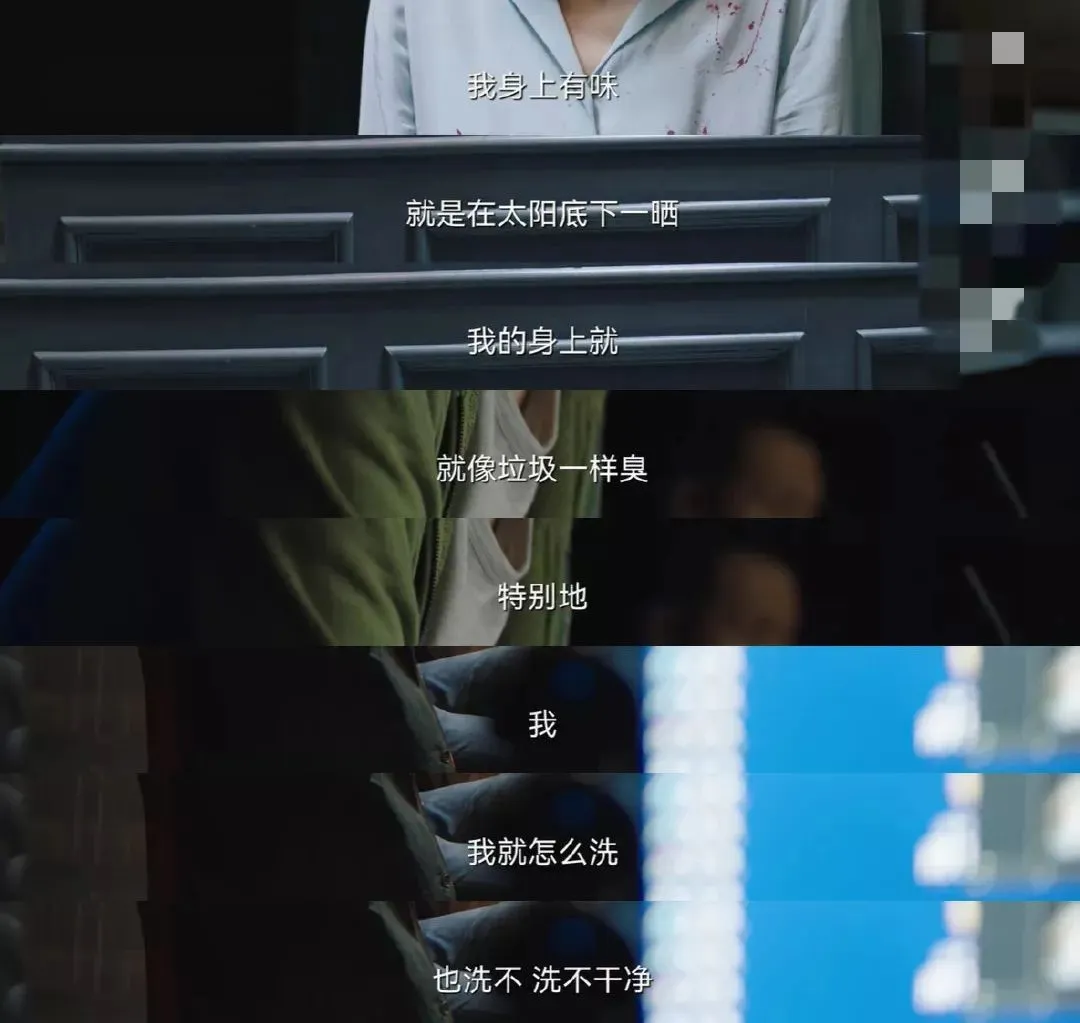 我身上有味
就是在太阳底下一晒
我的身上就
就像垃圾一样臭
特别地
我
我就怎么洗
也洗不 洗不干净